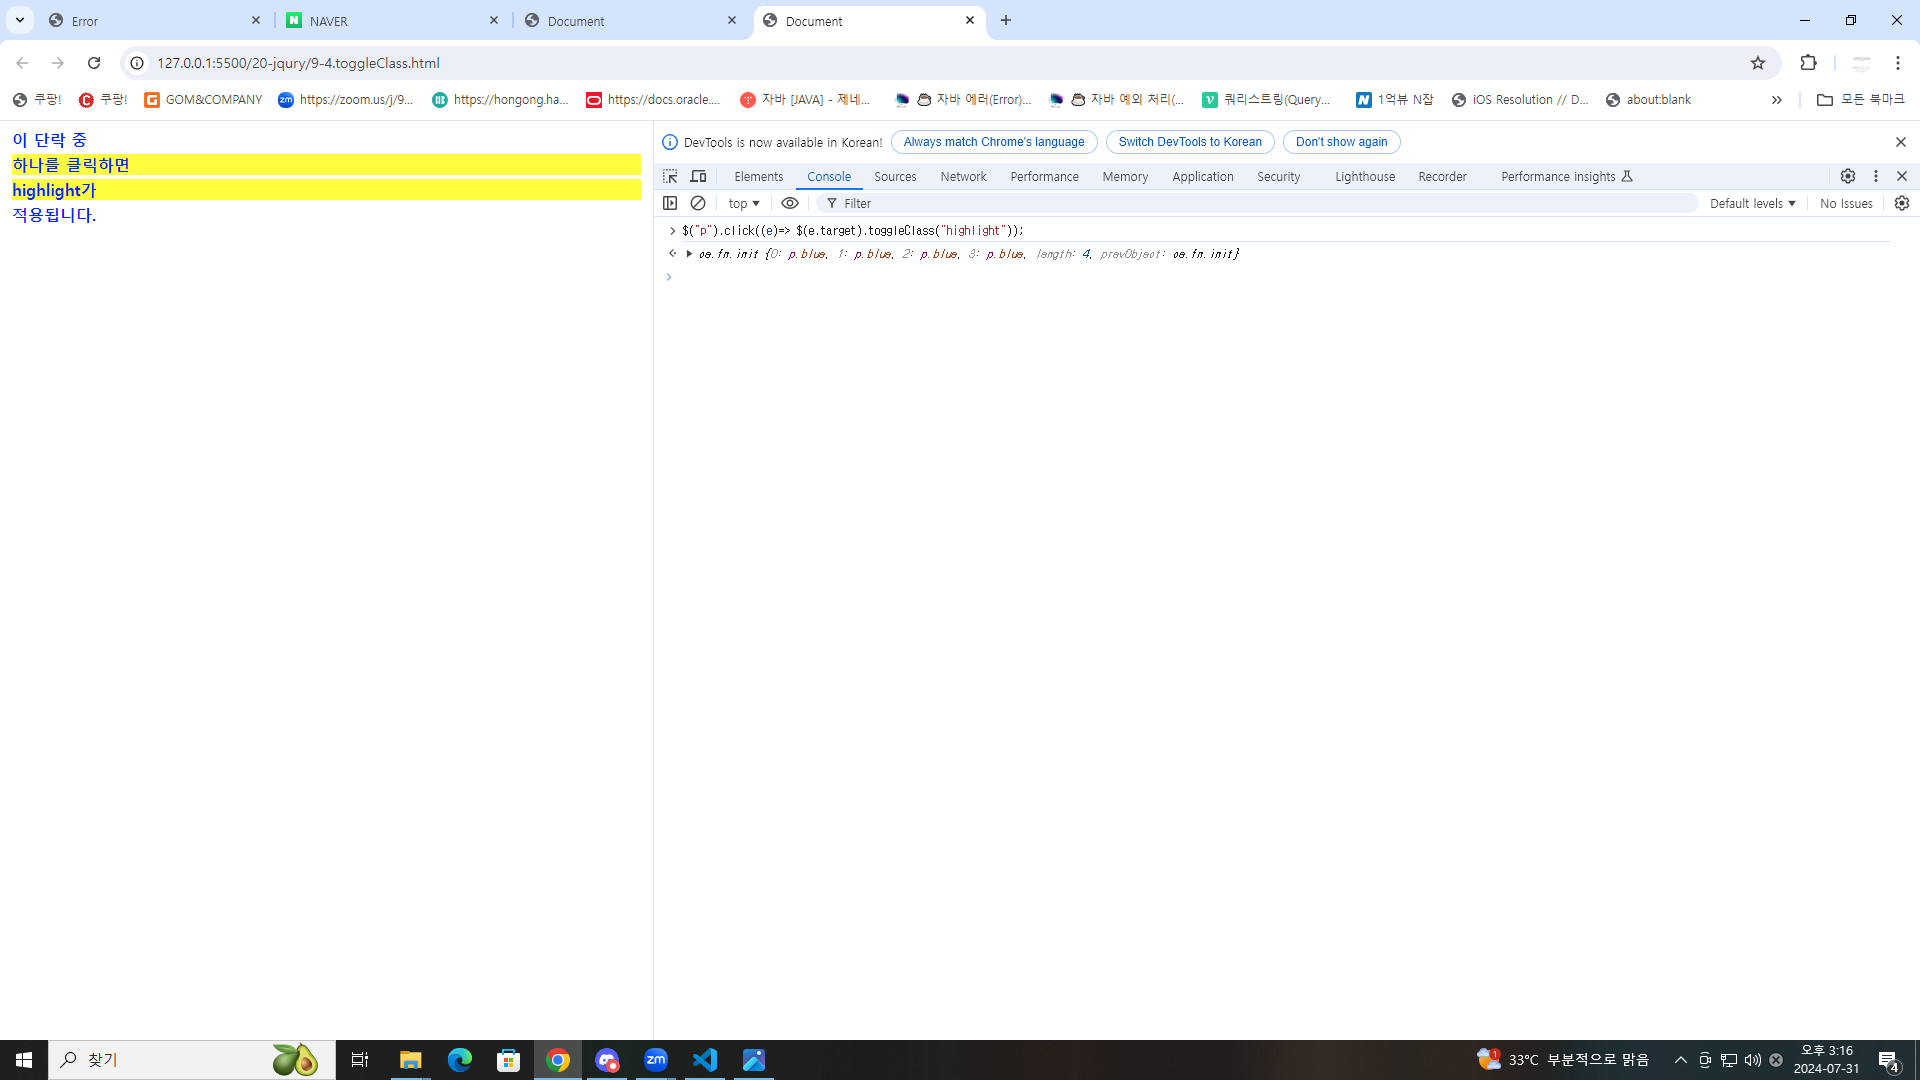 Error
NAVER
Document
Document
127.0.0.1:5500/20-jqury/9-4.toggleClass.html
쿠팡!
쿠팡!
GOM&COMPANY
https://zoom.us/j/9...
https://hongong.ha...
https://docs.oracle....
자바 [JAVA] - 제네...
자바 에러(Error)...
자바 예외 처리(...
쿼리스트링(Query...
1억뷰 N잡
iOS Resolution // D...
about:blank
모든 북마크
이 단락 중
하나를 클릭하면
highlight가
적용됩니다.
DevTools is now available in Korean!
Always match Chrome's language
Switch DevTools to Korean
Don't show again
Elements
Console
Sources
Network
Performance
Memory
Application
Security
Lighthouse
Recorder
Performance insights
top
Filter
Default levels
No Issues
$("p").click((e)=> $(e.target).toggleClass("highlight"));
ce.fn.init {0: p.blue, 1: p.blue, 2: p.blue, 3: p.blue, length: 4, prevObject: ce.fn.init}
찾기
33°C 부분적으로 맑음
오후 3:16
2024-07-31
4